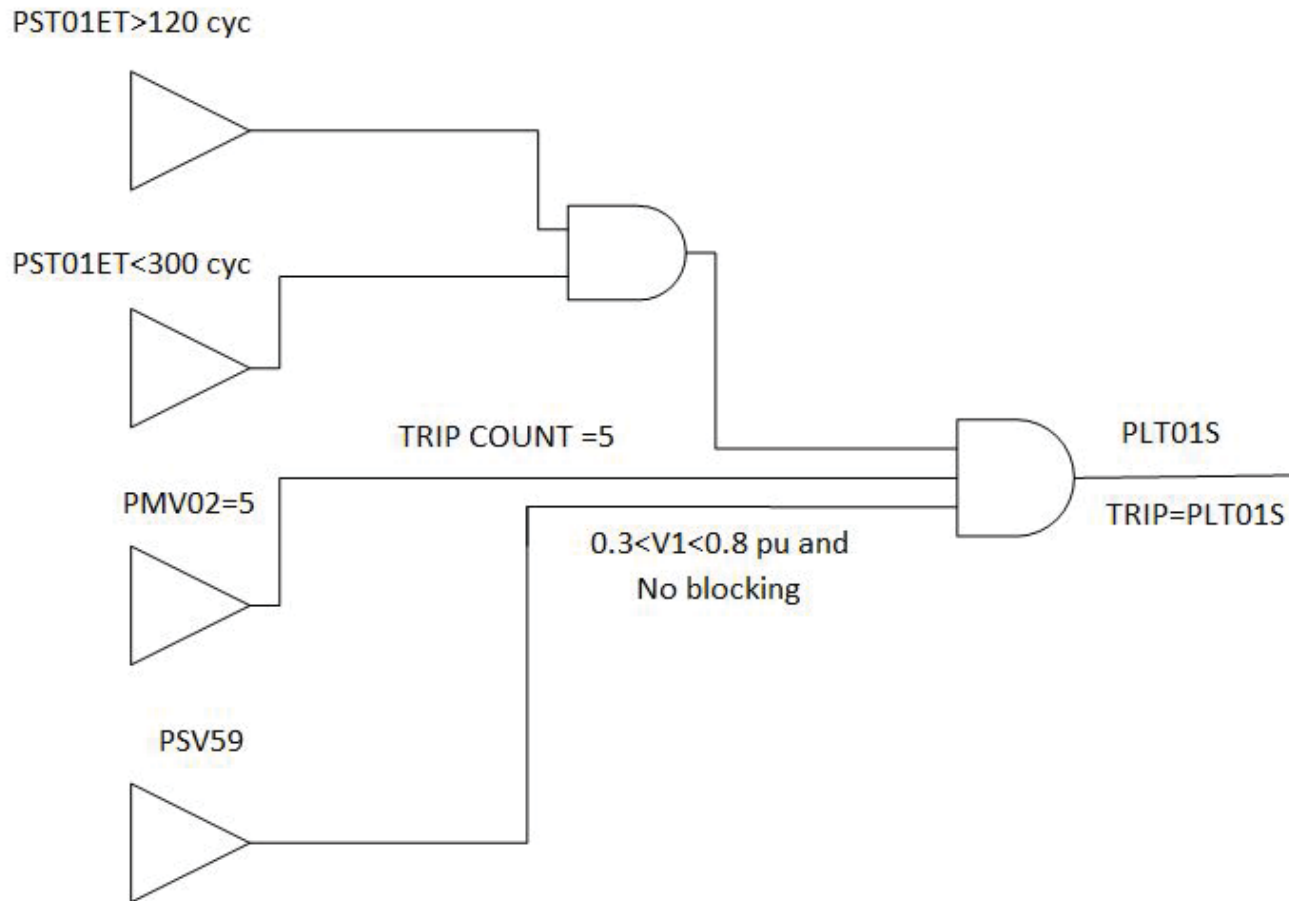 PST01ET>120 cyc
PST01ET<300 cyc
TRIP COUNT =5
PLT01S
PMV02=5
TRIP=PLT01S
0.3<V1<0.8 pu and
No blocking
PSV59